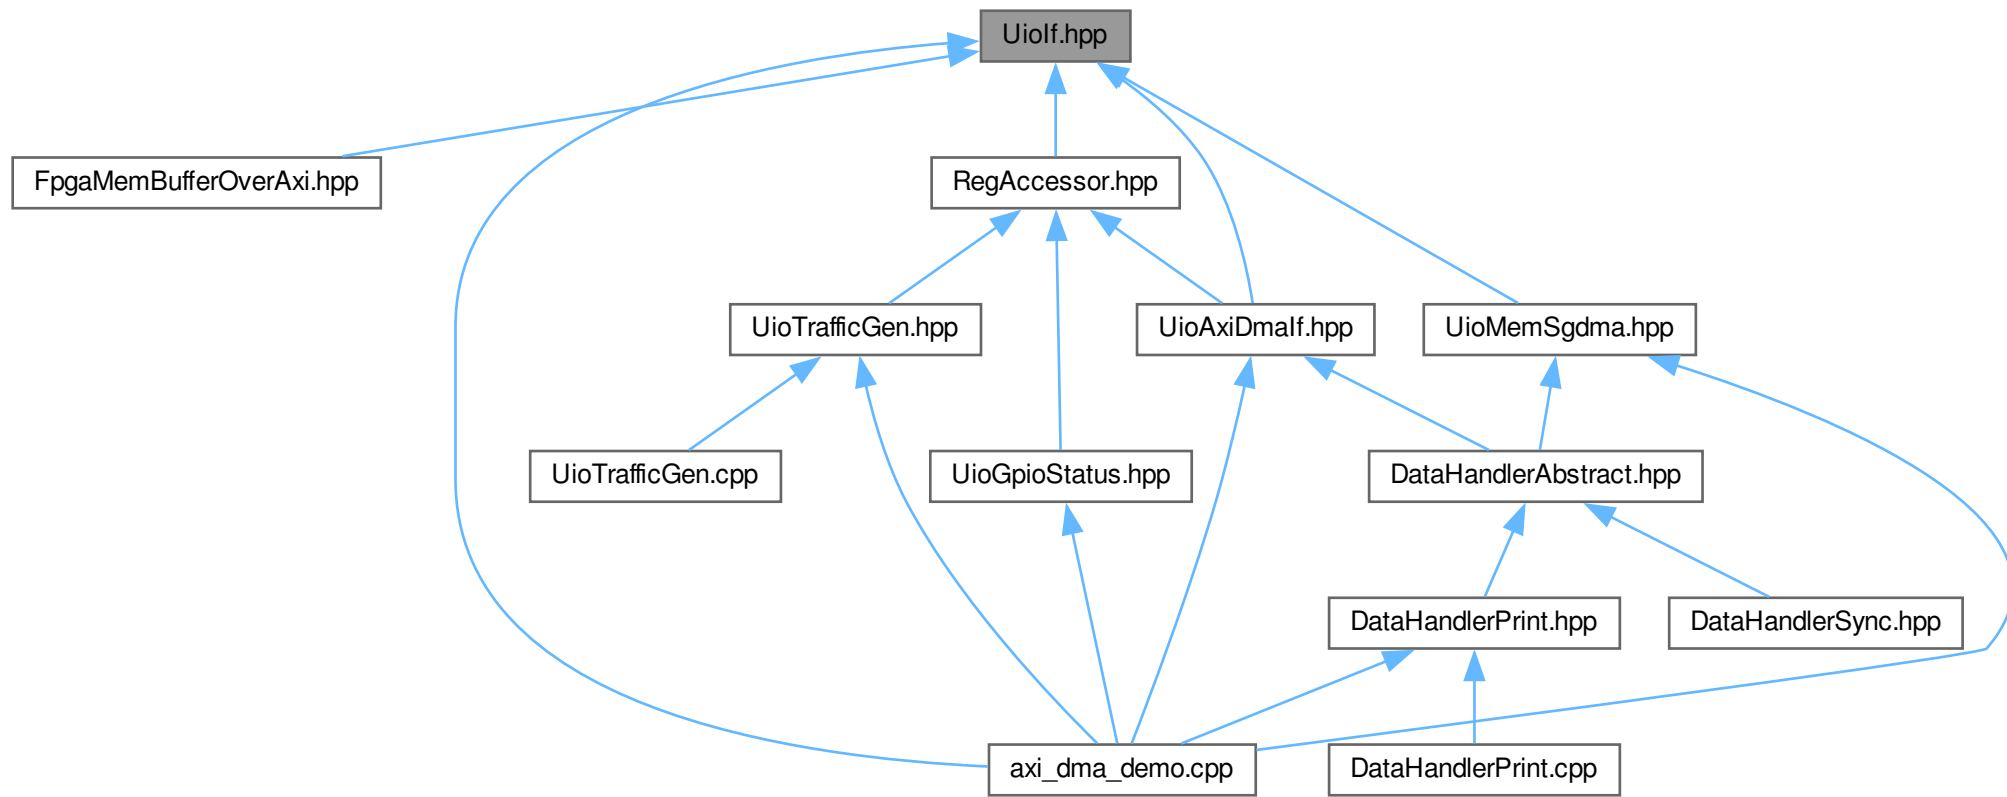 UioIf.hpp
FpgaMemBufferOverAxi.hpp
RegAccessor.hpp
UioTrafficGen.hpp
UioAxiDmaIf.hpp
UioMemSgdma.hpp
UioTrafficGen.cpp
UioGpioStatus.hpp
DataHandlerAbstract.hpp
DataHandlerPrint.hpp
DataHandlerSync.hpp
axi_dma_demo.cpp
DataHandlerPrint.cpp